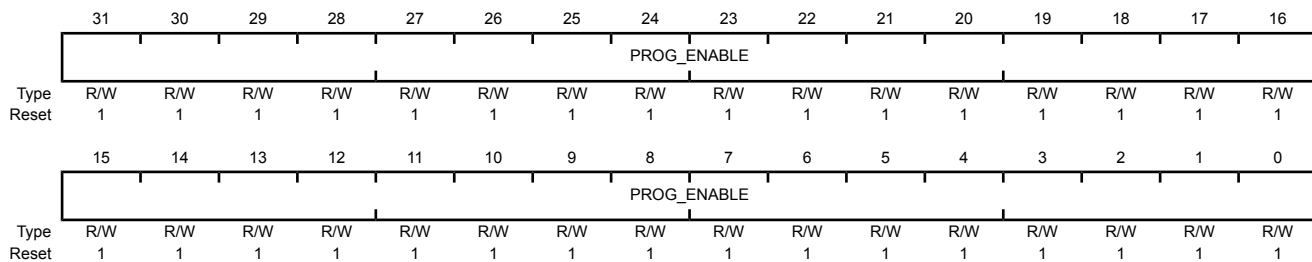 31 30 29 28 27 26 25 24 23 22 21 20 19 18 17 16
PROG_ENABLE
Type R/W R/W R/W R/W R/W R/W R/W R/W R/W R/W R/W R/W R/W R/W R/W R/W
Reset 1 1 1 1 1 1 1 1 1 1 1 1 1 1 1 1
15 14 13 12 11 10 9 8 7 6 5 4 3 2 1 0
PROG_ENABLE
Type R/W R/W R/W R/W R/W R/W R/W R/W R/W R/W R/W R/W R/W R/W R/W R/W
Reset 1 1 1 1 1 1 1 1 1 1 1 1 1 1 1 1